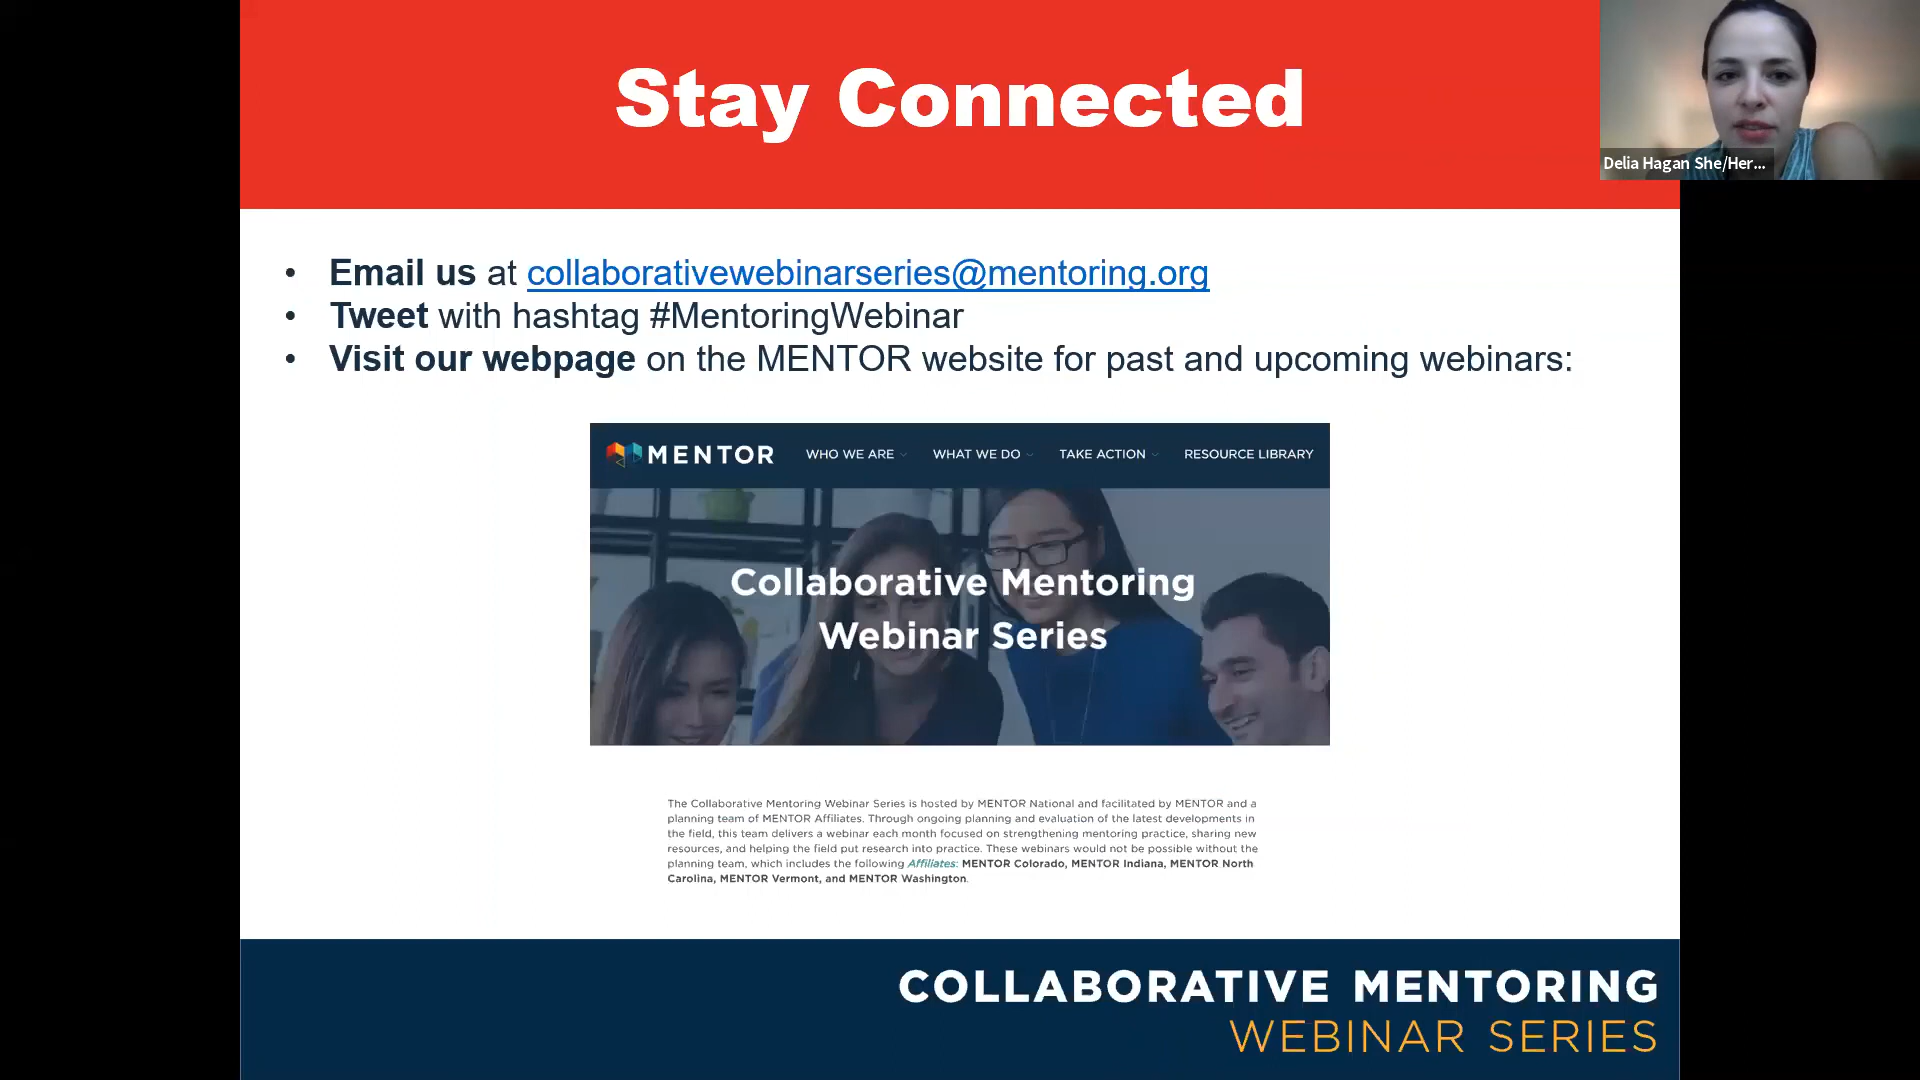 Stay Connected
Delia Hagan She/Her...
• Email us at collaborativewebinarseries@mentoring.org
• Tweet with hashtag #MentoringWebinar
• Visit our webpage on the MENTOR website for past and upcoming webinars:
MENTOR WHO WE ARE WHAT WE DO TAKE ACTION RESOURCE LIBRARY
Collaborative Mentoring
Webinar Series
The Collaborative Mentoring Webinar Series is hosted by MENTOR National and facilitated by MENTOR and a
planning team of MENTOR Affiliates. Through ongoing planning and evaluation of the latest developments in
the field, this team delivers a webinar each month focused on strengthening mentoring practice, sharing new
resources, and helping the field put research into practice. These webinars would not be possible without the
planning team, which includes the following Affiliates: MENTOR Colorado, MENTOR Indiana, MENTOR North
Carolina, MENTOR Vermont, and MENTOR Washington.
COLLABORATIVE MENTORING
WEBINAR SERIES